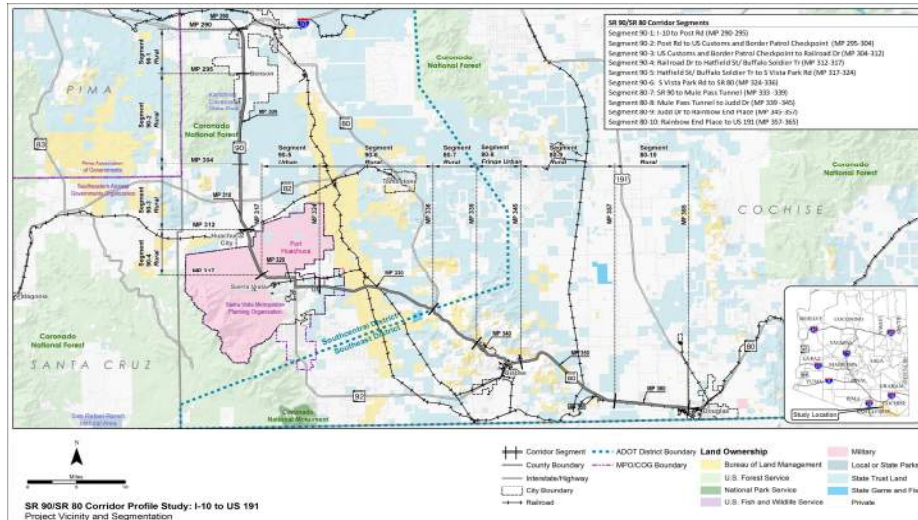 SR 90/SR 80 Corridor Segments
Segment 90-1: I-10 to Post Rd (MP 290-295)
Segment 90-2: Post Rd to US Customs and Border Patrol Checkpoint (MP 295-304)
Segment 90-3: US Customs and Border Patrol Checkpoint to Railroad Dr (MP 304-312)
Segment 90-4: Railroad Dr to Hatfield St/ Buffalo Soldier Tr (MP 312-317)
Segment 90-5: Hatfield St/ Buffalo Soldier Tr to S Vista Park Rd (MP 317-324)
Segment 90-6: S Vista Park Rd to SR 80 (MP 324-336)
Segment 80-7: SR 90 to Mule Pass Tunnel (MP 333 -339)
Segment 80-8: Mule Pass Tunnel to Judd Dr (MP 339 -345)
Segment 80-9: Judd Dr to Rainbow End Place (MP 345-357)
Segment 80-10: Rainbow End Place to US 191 (MP 357-365)
MP 290
Segment
90-1
Rural
MP 295
Benson
PIMA
83
Coronado
National Forest
Segment
90-2
Rural
90
80
MP 304
Segment
90-3
Rural
MP 310
82
MP 312
Huachuca
City
Segment
90-4
Rural
MP 317
MP 320
Fort
Huachuca
Sierra Vista
Sierra Vista Metropolitan
Planning Organization
Segment
90-5
Urban
Segment
90-6
Rural
Segment
80-7
Rural
Segment
80-8
Fringe Urban
Segment
80-10
Rural
Tombstone
MP 317
MP 336
MP 339
MP 345
MP 357
MP 365
191
COCHISE
Coronado
National Forest
Coronado
National Forest
MP 330
Southcentral District
Southeast District
MP 340
Bisbee
80
MP 360
Douglas
80
92
Patagonia
Coronado
National Forest
SANTA CRUZ
Coronado
National Monument
Study Location
N
Miles
SR 90/SR 80 Corridor Profile Study: I-10 to US 191
Project Vicinity and Segmentation
Corridor Segment
County Boundary
Interstate/Highway
City Boundary
Railroad
ADOT District Boundary
MPO/COG Boundary
Land Ownership
Bureau of Land Management
U.S. Forest Service
National Park Service
U.S. Fish and Wildlife Service
Military
Local or State Parks
State Trust Land
State Game and Fis
Private